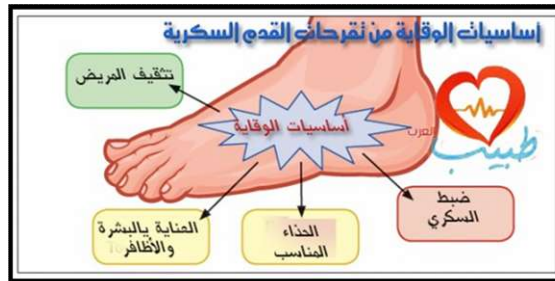 أساسيات الوقاية من تقرحات القدم السكرية
تثقيف المريض
أساسيات الوقاية
العرب
طبيب
ضبط
السكري
الحذاء
المناسب
العناية بالبشرة
والأظافر